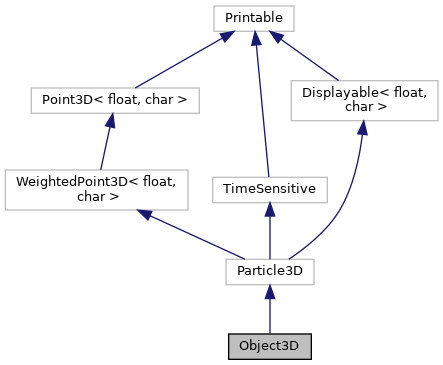 Printable
Point3D< float, char >
Displayable< float,
char >
WeightedPoint3D< float,
char >
TimeSensitive
Particle3D
Object3D